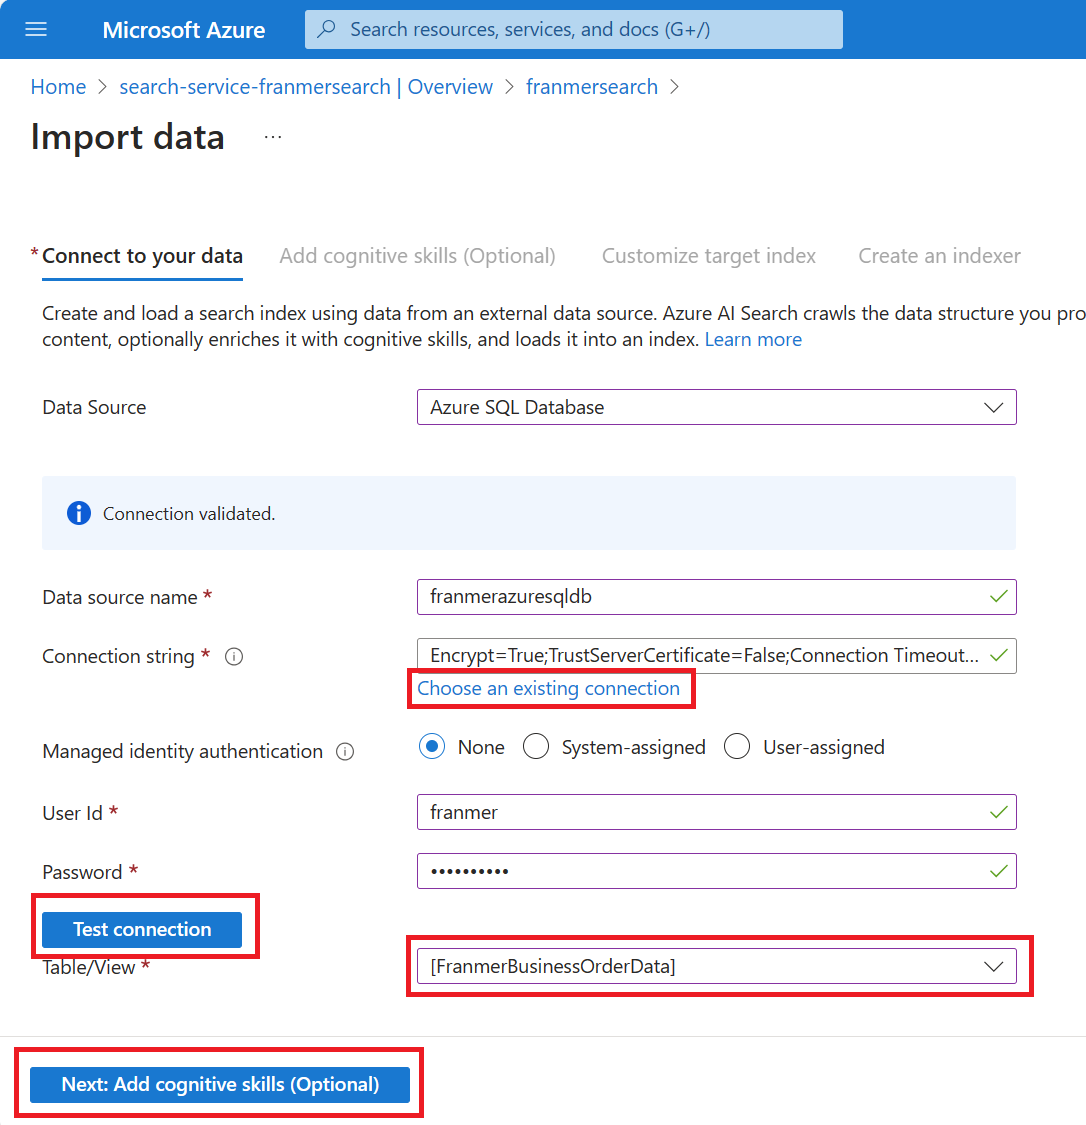 Microsoft Azure
Search resources, services, and docs (G+/)
Home > search-service-franmersearch | Overview > franmersearch >
Import data ...
* Connect to your data Add cognitive skills (Optional) Customize target index Create an indexer
Create and load a search index using data from an external data source. Azure AI Search crawls the data structure you pro
content, optionally enriches it with cognitive skills, and loads it into an index. Learn more
Data Source Azure SQL Database
Connection validated.
Data source name * franmerazuresqldb
Connection string * Encrypt=True;TrustServerCertificate=False;Connection Timeout...
Choose an existing connection
Managed identity authentication None System-assigned User-assigned
User Id * franmer
Password * ••••••••••
Test connection
Table/View * [FranmerBusinessOrderData]
Next: Add cognitive skills (Optional)